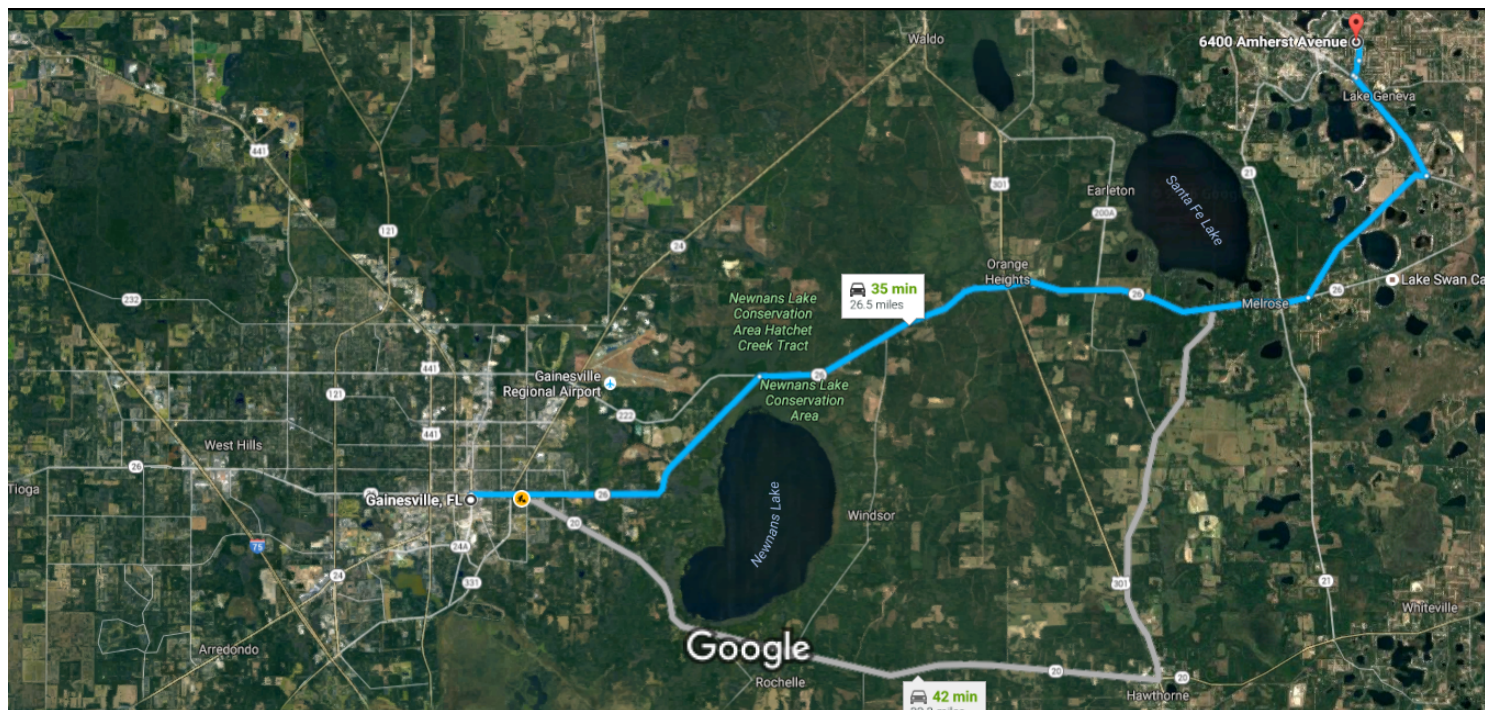 Waldo
6400 Amherst Avenue
Lake Geneva
441
121
301
21
Earleton
200A
Santa Fe Lake
24
Orange
Heights
35 min
26.5 miles
232
Newnans Lake
Conservation
Area Hatchet
Creek Tract
26
Melrose
26
Lake Swan Ca
441
Gainesville
Regional Airport
26
Newnans Lake
Conservation
Area
121
222
441
West Hills
26
Tioga
Gainesville, FL
26
20
Newnans Lake
Windsor
75
24A
24
331
301
21
Whiteville
Arredondo
Google
Rochelle
20
20
Hawthorne
42 min